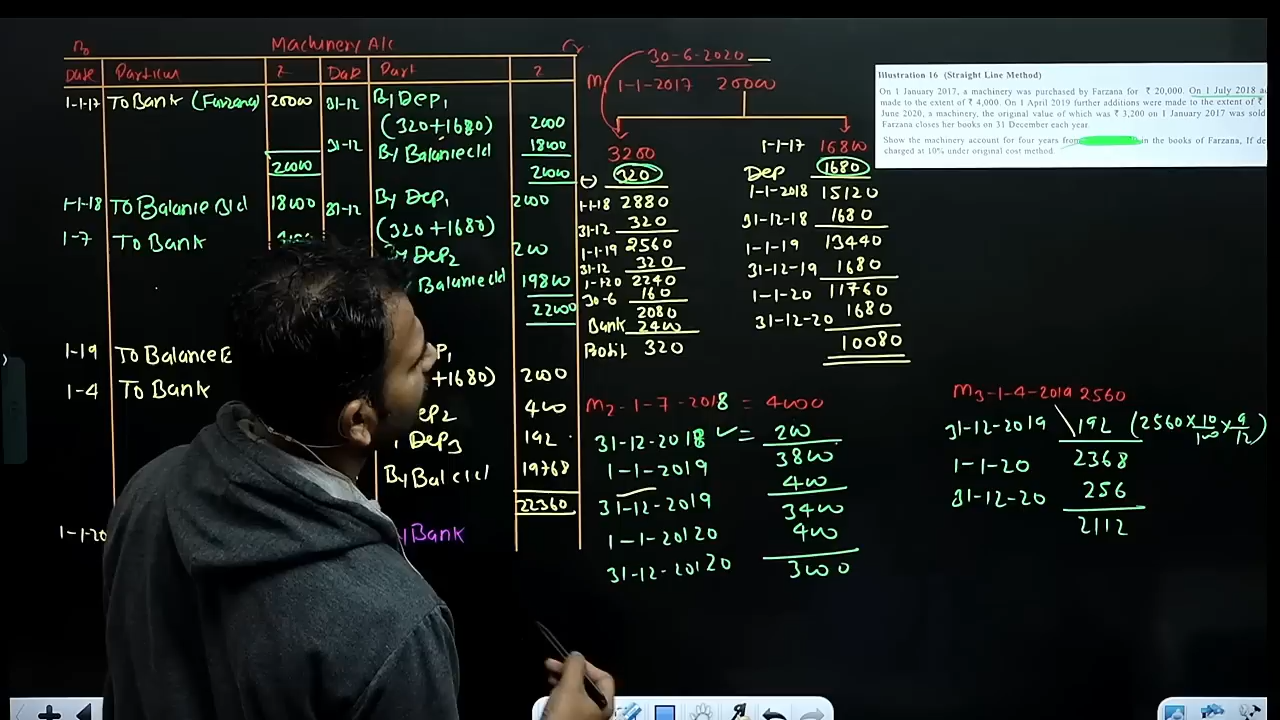 Machinery A/c
Cr
Date Particu ₹ Date Part ₹
1-1-17 To Bank (Farzana) 20000 31-12 By Dep1
(320+1680) 2000
31-12 By Balance c/d 18000
20000 20000
1-1-18 To Balance B/d 18000 31-12 By Dep1 2000
(320+1680)
1-7 To Bank By Dep2 200
Balance c/d 19800
22000
1-19 To Balance
+1680) 2000
1-4 To Bank ep2 400
Dep3 192
By Bal c/d 19768
22360
1-1-20 Bank
30-6-2020
M 1-1-2017 20000
3200
(-) 320
1-1-18 2880
31-12 320
1-1-19 2560
31-12 320
1-1-20 2240
30-6 160
2080
Bank 2400
Profit 320
1-1-17 16800
Dep 1680
1-1-2018 15120
31-12-18 1680
1-1-19 13440
31-12-19 1680
1-1-20 11760
31-12-20 1680
10080
M2-1-7-2018 = 4000
31-12-2018 ✓= 200
1-1-2019 3800
31-12-2019 400
3400
1-1-20120 400
31-12-20120 3000
M3-1-4-2019 2560
31-12-2019 192 (2560×10/100×9/12)
1-1-20 2368
31-12-20 256
2112
Illustration 16 (Straight Line Method)
On 1 January 2017, a machinery was purchased by Farzana for ₹ 20,000. On 1 July 2018 a
made to the extent of ₹ 4,000. On 1 April 2019 further additions were made to the extent of ₹
June 2020, a machinery, the original value of which was ₹ 3,200 on 1 January 2017 was sold
Farzana closes her books on 31 December each year.
Show the machinery account for four years from in the books of Farzana, If de
charged at 10% under original cost method.